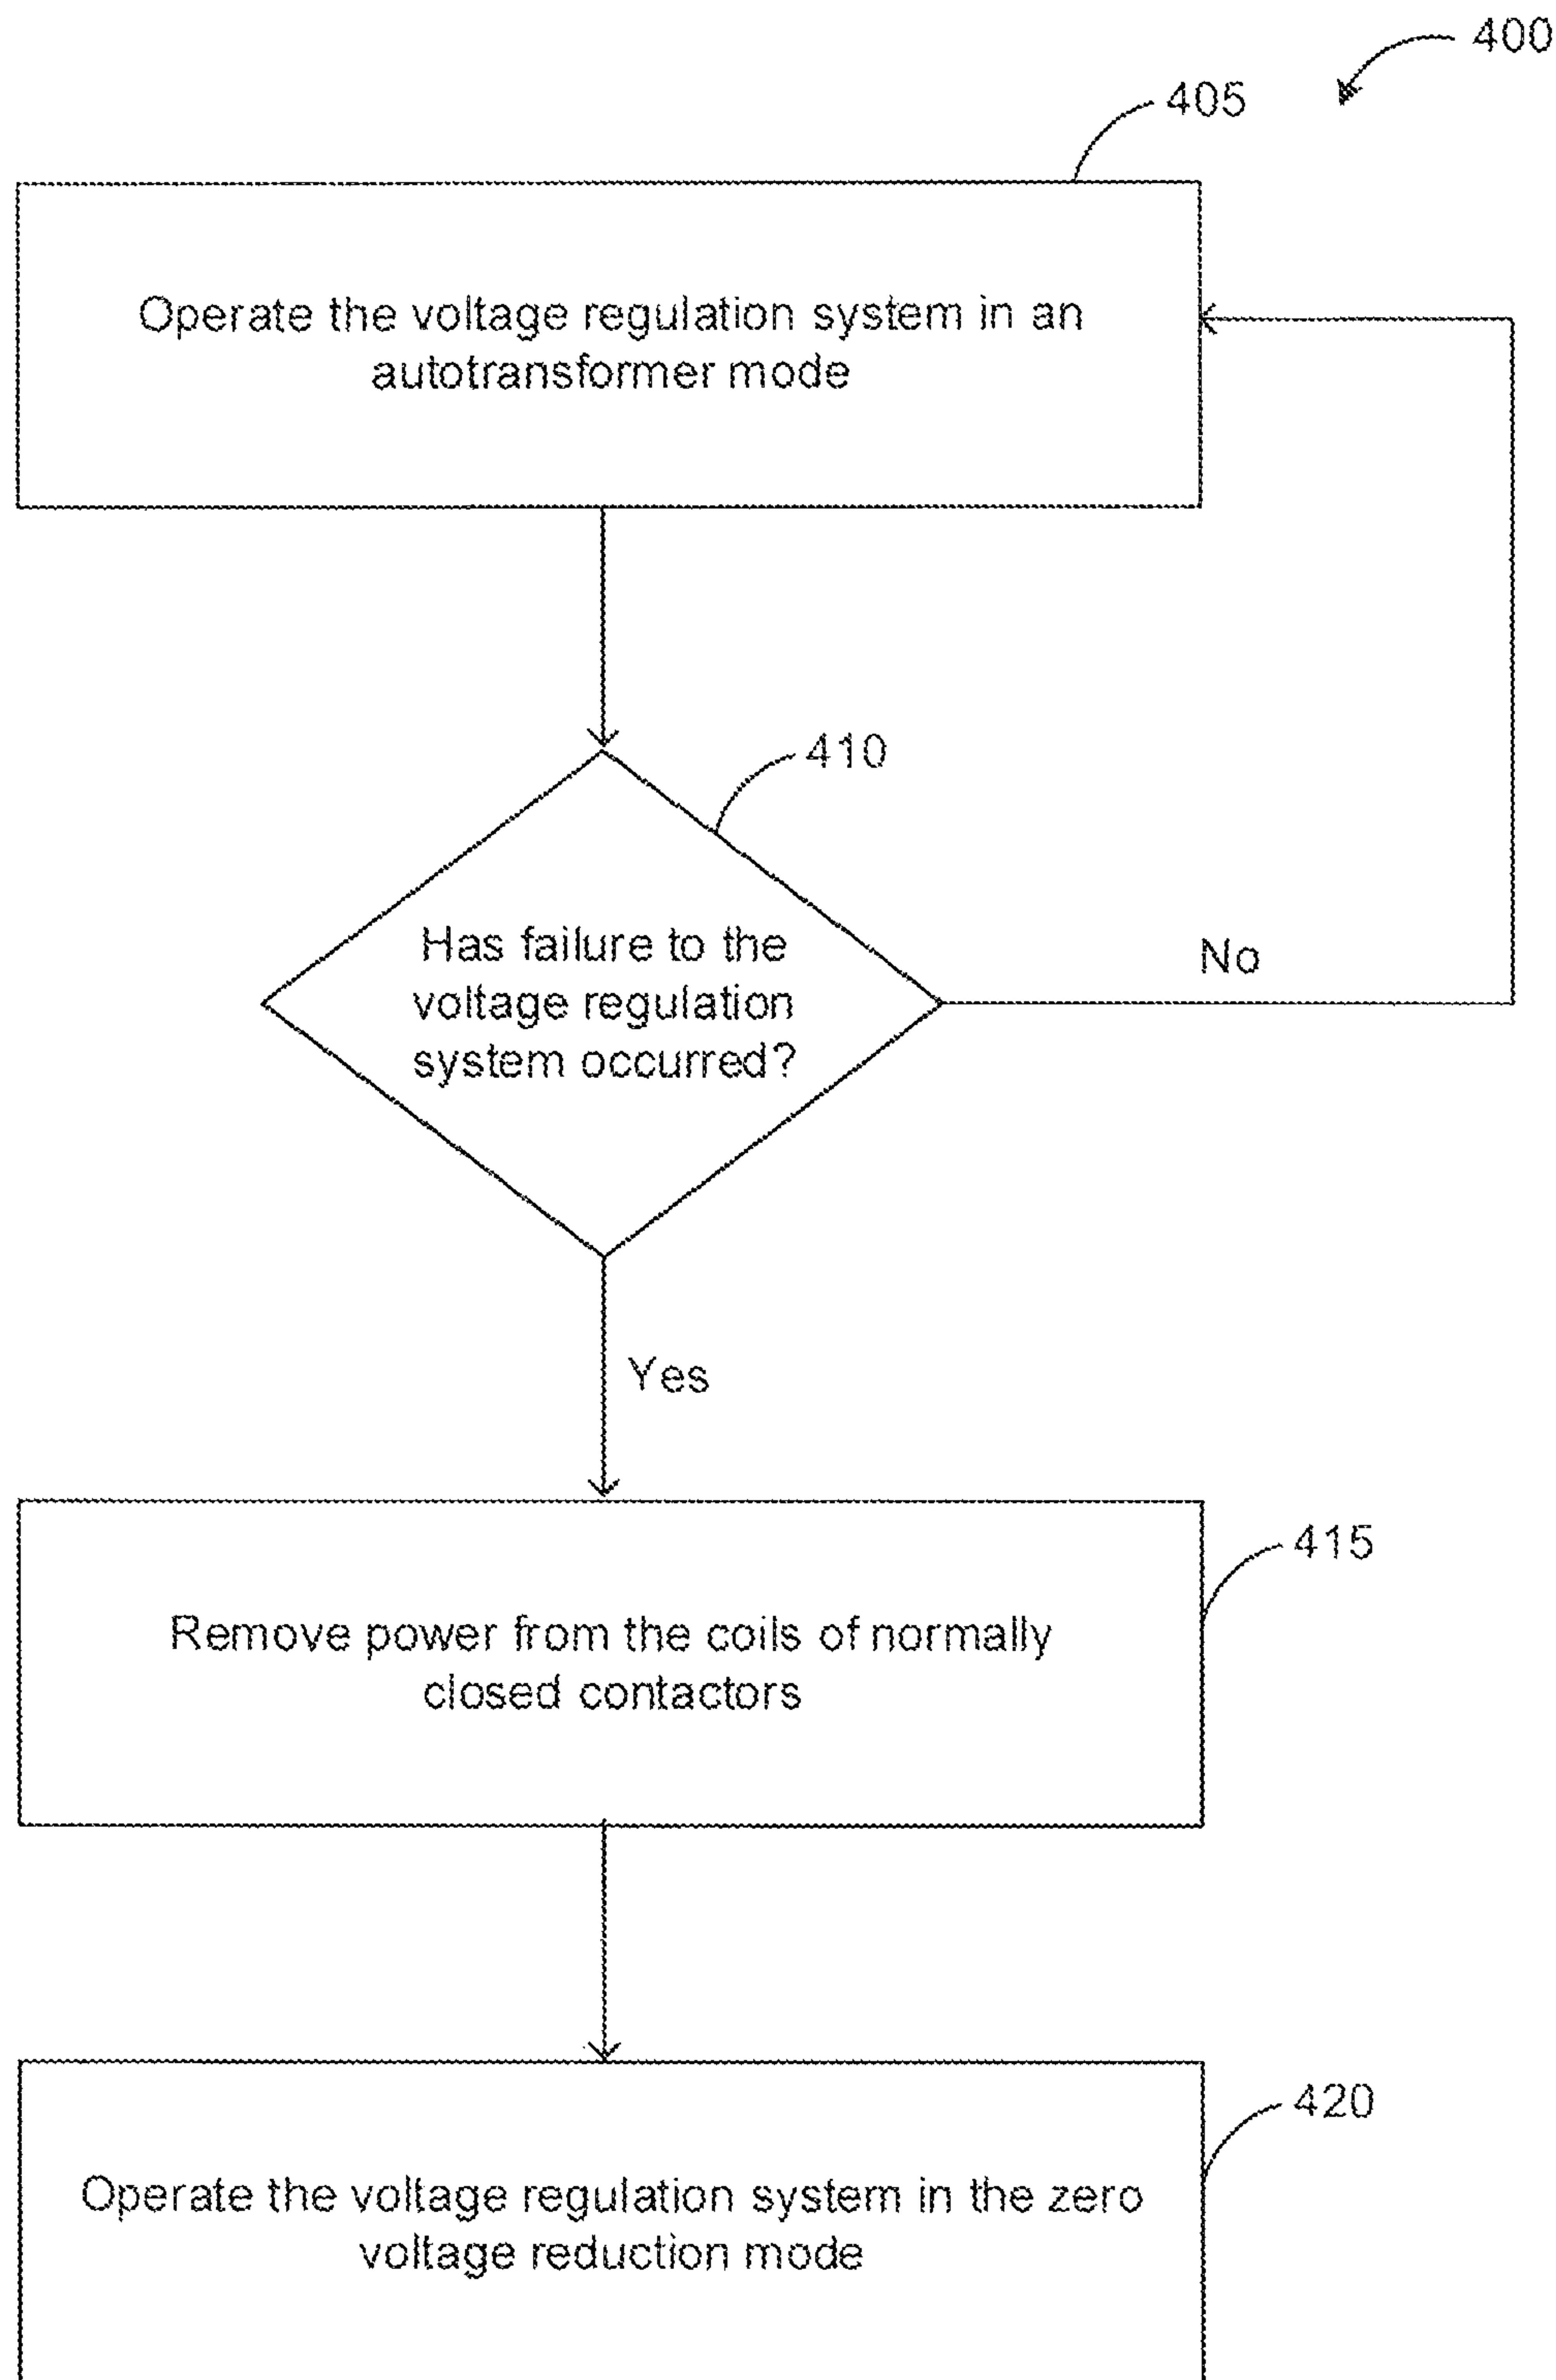 400
405
Operate the voltage regulation system in an
autotransformer mode
410
Has failure to the
voltage regulation
system occurred?
No
Yes
415
Remove power from the coils of normally
closed contactors
420
Operate the voltage regulation system in the zero
voltage reduction mode